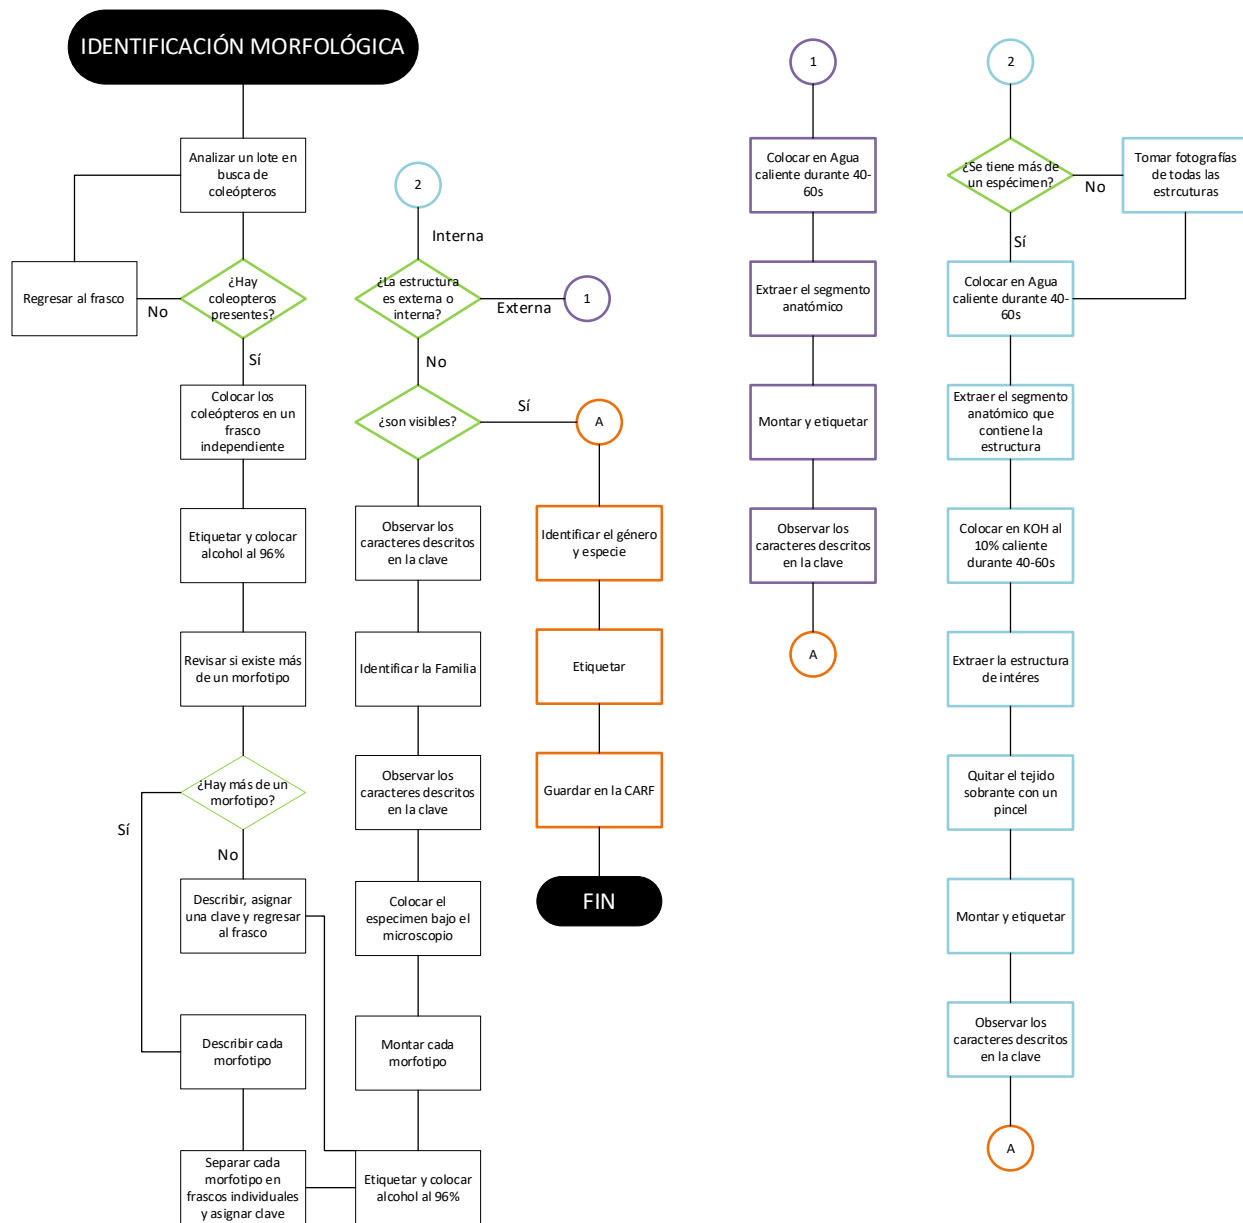 IDENTIFICACIÓN MORFOLÓGICA
Analizar un lote en
busca de
coleópteros
Regresar al frasco
No
¿Hay
coleopteros
presentes?
Sí
Colocar los
coleópteros en un
frasco
independiente
Etiquetar y colocar
alcohol al 96%
Revisar si existe más
de un morfotipo
¿Hay más de un
morfotipo?
Sí
No
Describir, asignar
una clave y regresar
al frasco
Describir cada
morfotipo
Separar cada
morfotipo en
frascos individuales
y asignar clave
2
Interna
¿La estructura
es externa o
interna?
Externa
1
No
¿son visibles?
Sí
A
Observar los
caracteres descritos
en la clave
Identificar la Familia
Observar los
caracteres descritos
en la clave
Colocar el
especimen bajo el
microscopio
Montar cada
morfotipo
Etiquetar y colocar
alcohol al 96%
Identificar el género
y especie
Etiquetar
Guardar en la CARF
FIN
1
Colocar en Agua
caliente durante 40-
60s
Extraer el segmento
anatómico
Montar y etiquetar
Observar los
caracteres descritos
en la clave
A
2
¿Se tiene más de
un espécimen?
No
Tomar fotografías
de todas las
estrcuturas
Sí
Colocar en Agua
caliente durante 40-
60s
Extraer el segmento
anatómico que
contiene la
estructura
Colocar en KOH al
10% caliente
durante 40-60s
Extraer la estructura
de intéres
Quitar el tejido
sobrante con un
pincel
Montar y etiquetar
Observar los
caracteres descritos
en la clave
A